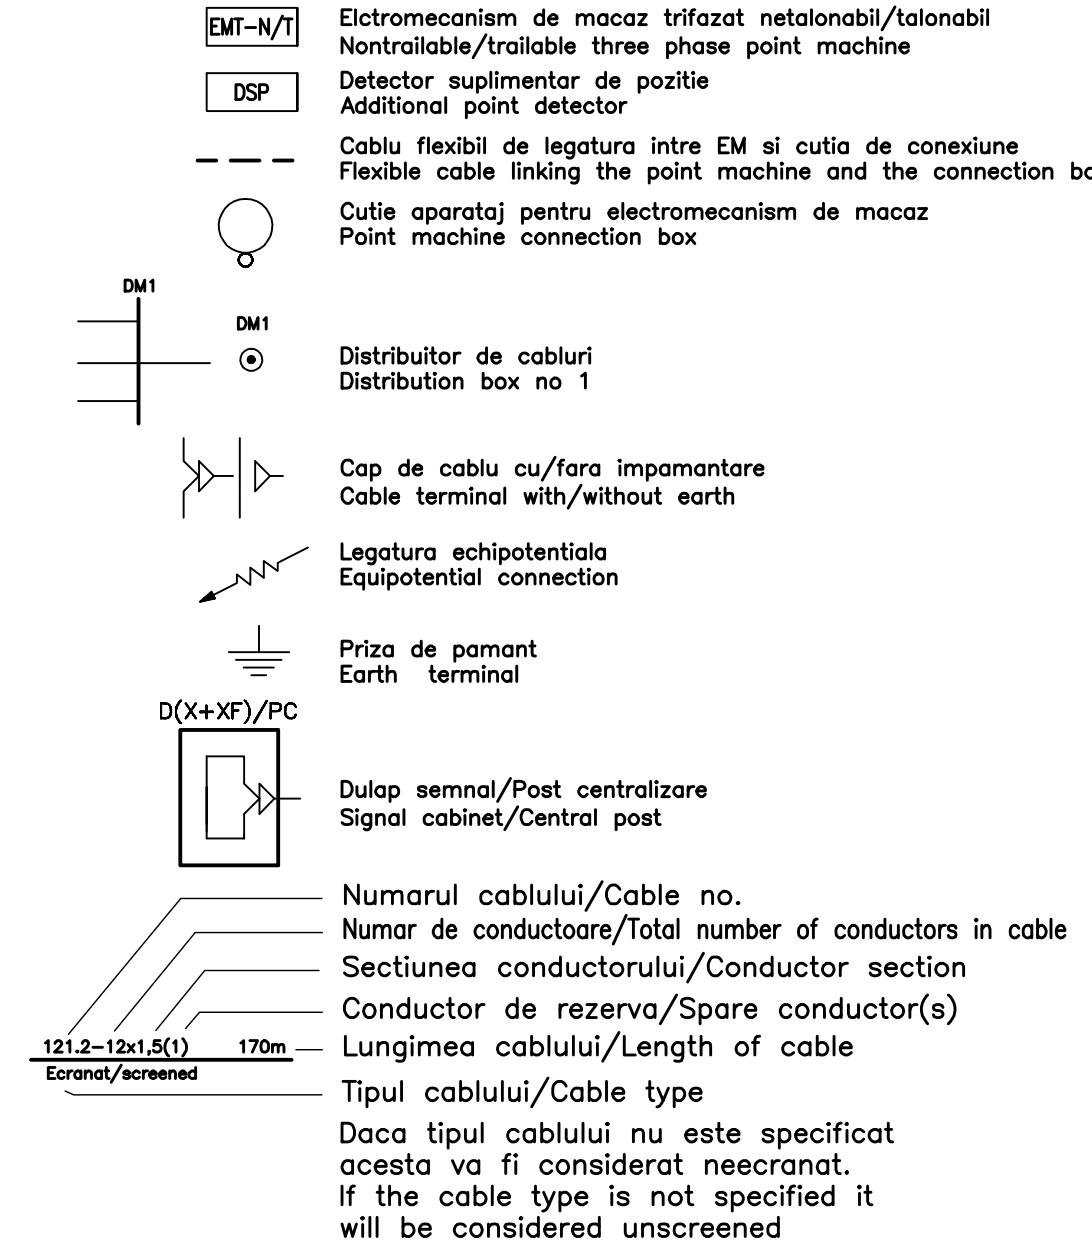 EMT-N/T
Elctromecanism de macaz trifazat netalonabil/talonabil
Nontrailable/trailable three phase point machine
DSP
Detector suplimentar de pozitie
Additional point detector
Cablu flexibil de legatura intre EM si cutia de conexiune
Flexible cable linking the point machine and the connection
Cutie aparataj pentru electromecanism de macaz
Point machine connection box
DM1
DM1
Distribuitor de cabluri
Distribution box no 1
Cap de cablu cu/fara impamantare
Cable terminal with/without earth
Legatura echipotentiala
Equipotential connection
Priza de pamant
Earth terminal
D(X+XF)/PC
Dulap semnal/Post centralizare
Signal cabinet/Central post
Numarul cablului/Cable no.
Numar de conductoare/Total number of conductors in cable
Sectiunea conductorului/Conductor section
Conductor de rezerva/Spare conductor(s)
121.2-12x1,5(1) 170m
Lungimea cablului/Length of cable
Ecranat/screened
Tipul cablului/Cable type
Daca tipul cablului nu este specificat
acesta va fi considerat neecranat.
If the cable type is not specified it
will be considered unscreened